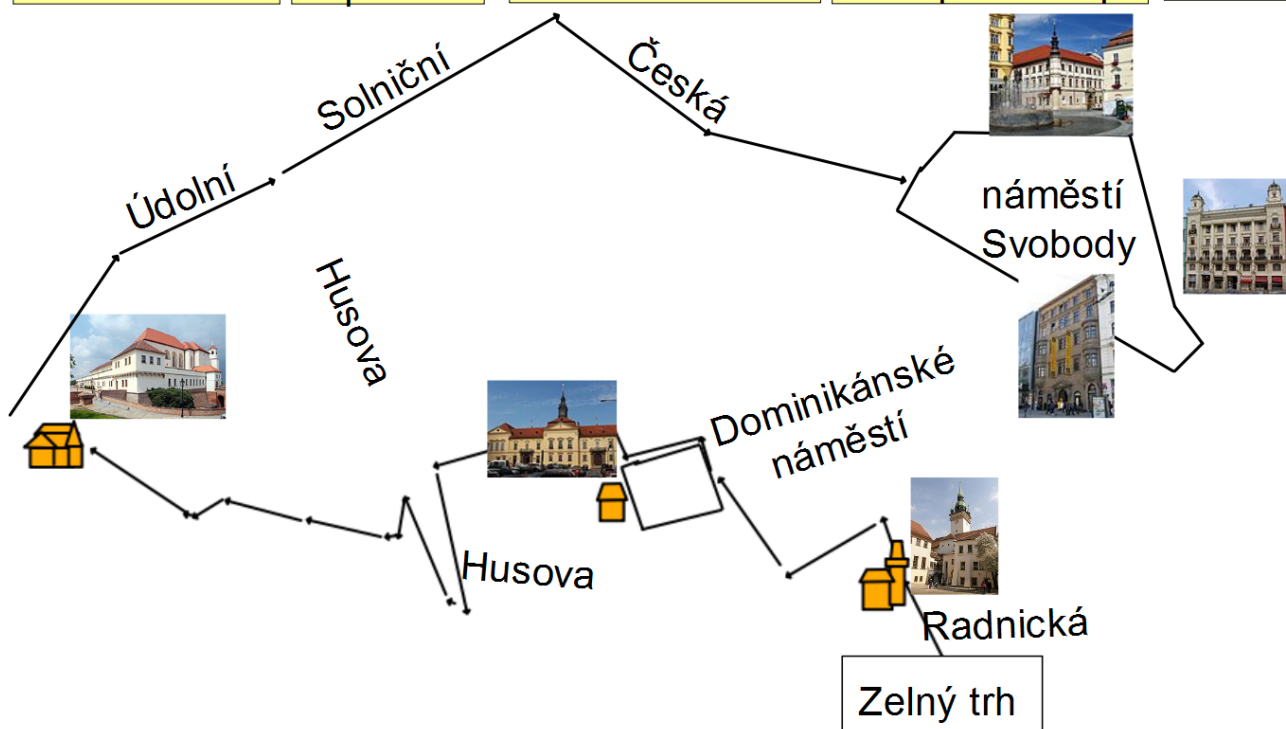 Solniční
Česká
Údolní
náměstí
Svobody
Husova
Dominikánské
náměstí
Husova
Radnická
Zelný trh